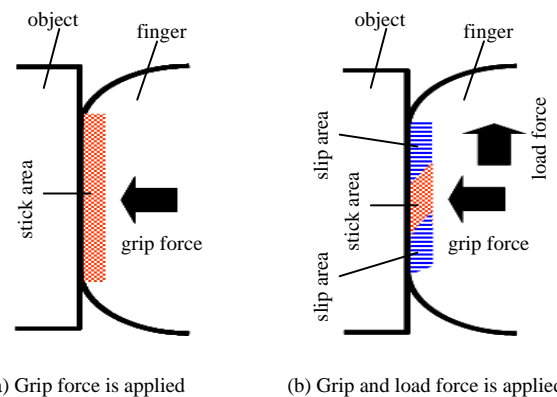 object
finger
stick area
grip force
) Grip force is applied
object
finger
slip area
stick area
slip area
load force
grip force
(b) Grip and load force is applied